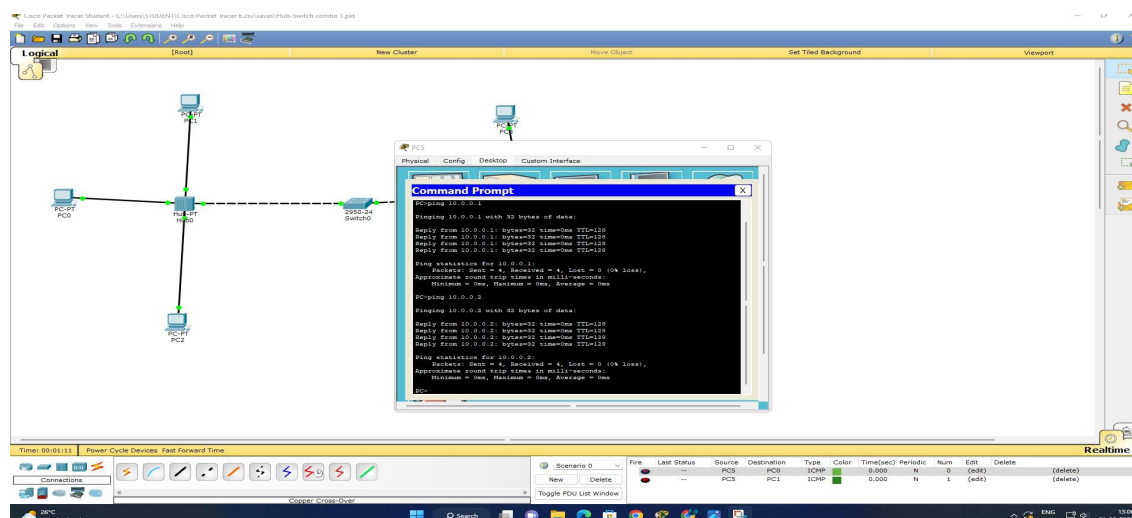 Cisco Packet Tracer Student - C:\Users\STUDENT\Cisco Packet Tracer 6.2sv\saves\Hub-Switch combo 1.pkt
File Edit Options View Tools Extensions Help
Logical [Root] New Cluster Move Object Set Tiled Background Viewport
PC-PT
PC1
PC-PT
PC-PT
PC0
Hub-PT
Hub0
2950-24
Switch0
PC-PT
PC2
PC5
Physical Config Desktop Custom Interface
Command Prompt X
PC>ping 10.0.0.1
Pinging 10.0.0.1 with 32 bytes of data:
Reply from 10.0.0.1: bytes=32 time=0ms TTL=128
Reply from 10.0.0.1: bytes=32 time=0ms TTL=128
Reply from 10.0.0.1: bytes=32 time=0ms TTL=128
Reply from 10.0.0.1: bytes=32 time=0ms TTL=128
Ping statistics for 10.0.0.1:
Packets: Sent = 4, Received = 4, Lost = 0 (0% loss),
Approximate round trip times in milli-seconds:
Minimum = 0ms, Maximum = 0ms, Average = 0ms
PC>ping 10.0.0.2
Pinging 10.0.0.2 with 32 bytes of data:
Reply from 10.0.0.2: bytes=32 time=0ms TTL=128
Reply from 10.0.0.2: bytes=32 time=0ms TTL=128
Reply from 10.0.0.2: bytes=32 time=0ms TTL=128
Reply from 10.0.0.2: bytes=32 time=0ms TTL=128
Ping statistics for 10.0.0.2:
Packets: Sent = 4, Received = 4, Lost = 0 (0% loss),
Approximate round trip times in milli-seconds:
Minimum = 0ms, Maximum = 0ms, Average = 0ms
PC>
Time: 00:01:11 Power Cycle Devices Fast Forward Time Realtime
Connections
Copper Cross-Over
Scenario 0
New Delete
Toggle PDU List Window
Fire Last Status Source Destination Type Color Time(sec) Periodic Num Edit Delete
-- PC5 PC0 ICMP 0.000 N 0 (edit) (delete)
-- PC5 PC1 ICMP 0.000 N 1 (edit) (delete)
26°C
Search
ENG
13:00